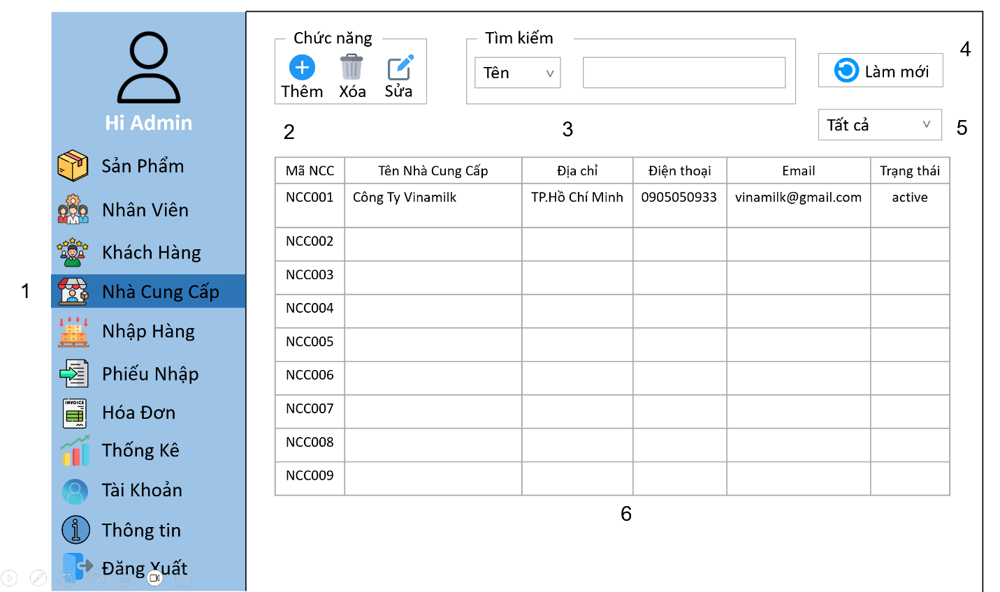 Hi Admin
Sản Phẩm
Nhân Viên
Khách Hàng
1
Nhà Cung Cấp
Nhập Hàng
Phiếu Nhập
INVOICE
Hóa Đơn
Thống Kê
Tài Khoản
Thông tin
Đăng Xuất
Chức năng
Thêm Xóa Sửa
2
Tìm kiếm
Tên
3
Làm mới
4
Tất cả
5
Mã NCC Tên Nhà Cung Cấp Địa chỉ Điện thoại Email Trạng thái
NCC001 Công Ty Vinamilk TP.Hồ Chí Minh 0905050933 vinamilk@gmail.com active
NCC002
NCC003
NCC004
NCC005
NCC006
NCC007
NCC008
NCC009
6